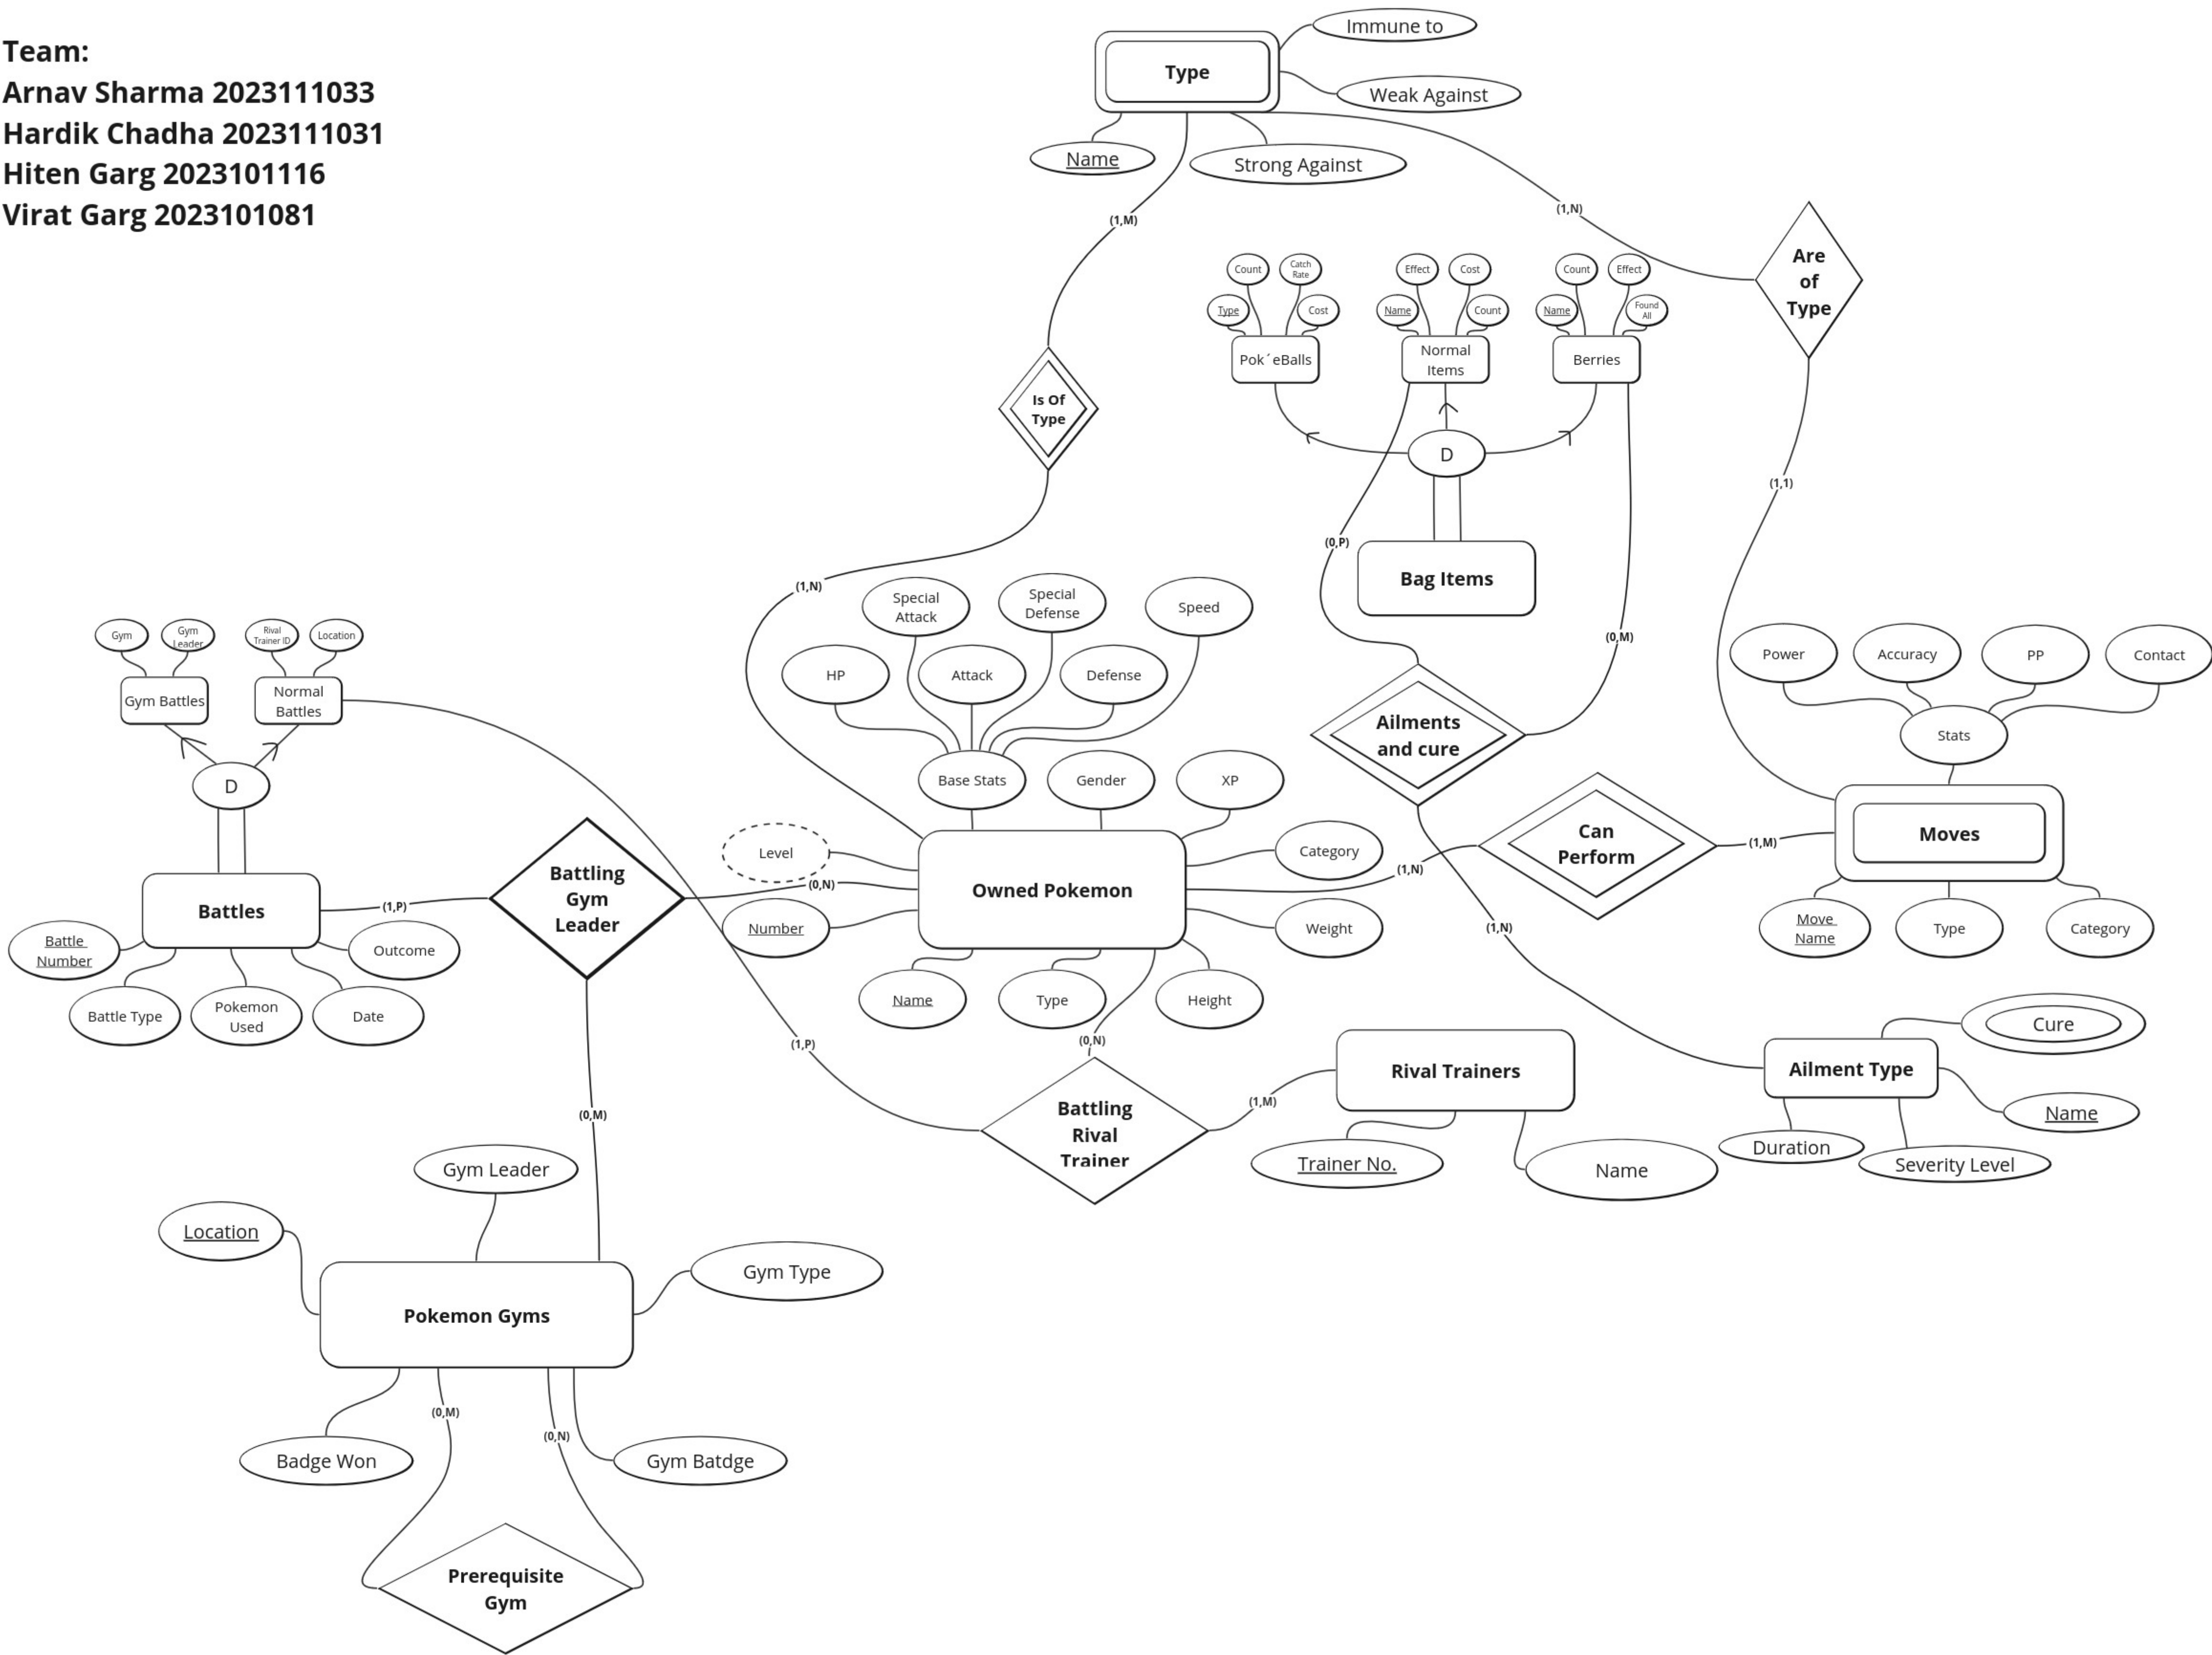 Team:
Arnav Sharma 2023111033
Hardik Chadha 2023111031
Hiten Garg 2023101116
Virat Garg 2023101081
Immune to
Type
Weak Against
Name
Strong Against
(1,M)
(1,N)
Are
of
Type
Count
Catch
Rate
Type
Cost
Pok´eBalls
Effect
Cost
Name
Count
Normal
Items
Count
Effect
Name
Found
All
Berries
Is Of
Type
D
(1,1)
(0,P)
Bag Items
(1,N)
(0,M)
Special
Attack
Special
Defense
Speed
HP
Attack
Defense
Base Stats
Gender
XP
Gym
Gym
Leader
Rival
Trainer ID
Location
Gym Battles
Normal
Battles
D
Ailments
and cure
Power
Accuracy
PP
Contact
Stats
Can
Perform
(1,M)
Moves
Move
Name
Type
Category
Level
Category
Owned Pokemon
(0,N)
(1,N)
Number
Weight
Name
Type
Height
Battling
Gym
Leader
(1,P)
Battles
Battle
Number
Outcome
Battle Type
Pokemon
Used
Date
(1,N)
(1,P)
(0,N)
Rival Trainers
(1,M)
Battling
Rival
Trainer
Trainer No.
Name
Cure
Ailment Type
Name
Duration
Severity Level
(0,M)
Gym Leader
Location
Gym Type
Pokemon Gyms
(0,M)
(0,N)
Badge Won
Gym Batdge
Prerequisite
Gym